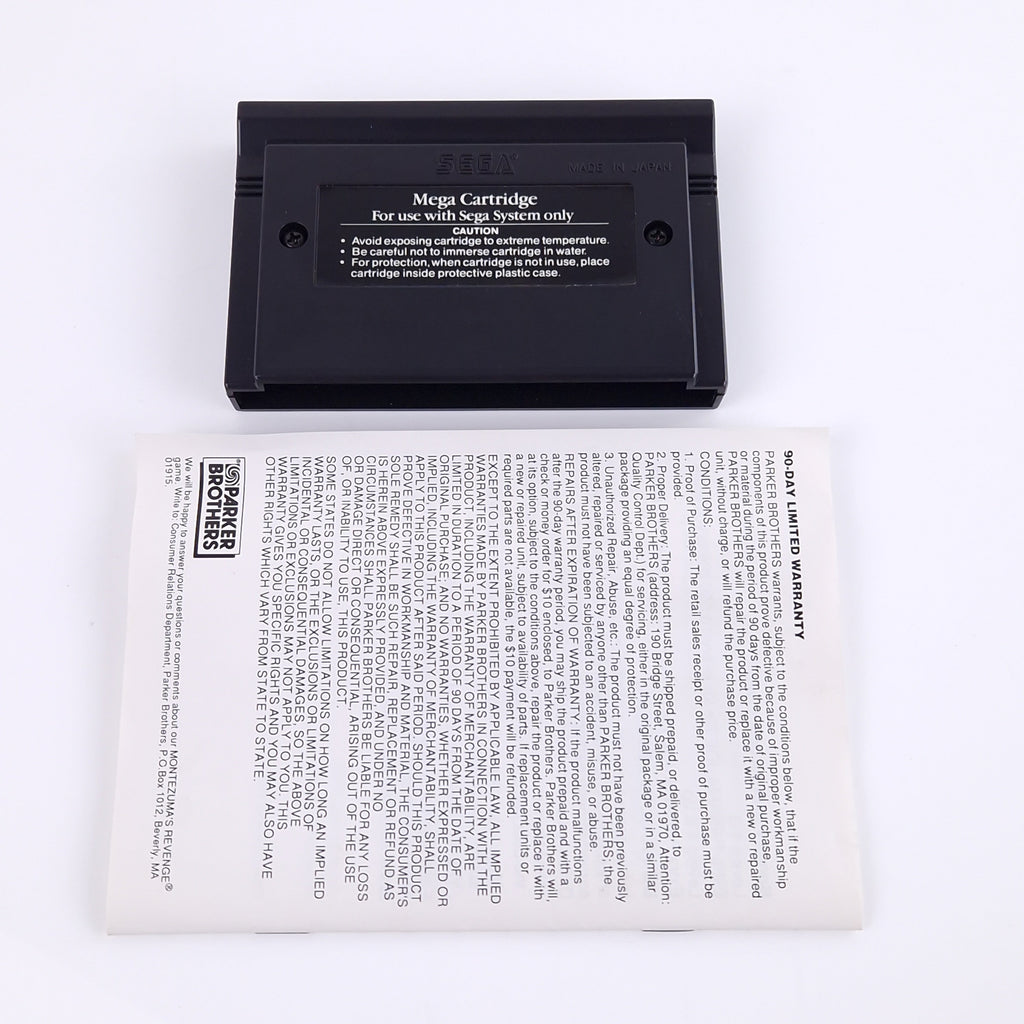 SEGA
MADE IN JAPAN
Mega Cartridge
For use with Sega System only
CAUTION
• Avoid exposing cartridge to extreme temperature.
• Be careful not to immerse cartridge in water.
• For protection, when cartridge is not in use, place
cartridge inside protective plastic case.
90-DAY LIMITED WARRANTY
PARKER BROTHERS warrants, subject to the conditions below, that if the
components of this product prove defective because of improper workmanship
or material during the period of 90 days from the date of original purchase,
PARKER BROTHERS will repair the product or replace it with a new or repaired
unit, without charge, or will refund the purchase price.
CONDITIONS:
1. Proof of Purchase: The retail sales receipt or other proof of purchase must be
provided.
2. Proper Delivery: The product must be shipped prepaid, or delivered, to
PARKER BROTHERS (address: 190 Bridge Street, Salem, MA 01970, Attention:
Quality Control Dept.) for servicing, either in the original package or in a similar
package providing an equal degree of protection.
3. Unauthorized Repair, Abuse, etc.: The product must not have been previously
altered, repaired or serviced by anyone other than PARKER BROTHERS; the
product must not have been subjected to an accident, misuse, or abuse.
REPAIRS AFTER EXPIRATION OF WARRANTY: If the product malfunctions
after the 90-day warranty period, you may ship the product prepaid and with a
check or money order for $10 enclosed, to Parker Brothers. Parker Brothers will,
at its option, subject to the conditions above, repair the product or replace it with
a new or repaired unit, subject to availability of parts. If replacement units or
required parts are not available, the $10 payment will be refunded.
EXCEPT TO THE EXTENT PROHIBITED BY APPLICABLE LAW, ALL IMPLIED
WARRANTIES MADE BY PARKER BROTHERS IN CONNECTION WITH THE
PRODUCT, INCLUDING THE WARRANTY OF MERCHANTABILITY, ARE
LIMITED IN DURATION TO A PERIOD OF 90 DAYS FROM THE DATE OF
ORIGINAL PURCHASE, AND NO WARRANTIES, WHETHER EXPRESSED OR
IMPLIED, INCLUDING THE WARRANTY OF MERCHANTABILITY, SHALL
APPLY TO THIS PRODUCT AFTER SAID PERIOD. SHOULD THIS PRODUCT
PROVE DEFECTIVE IN WORKMANSHIP AND MATERIAL, THE CONSUMER'S
SOLE REMEDY SHALL BE SUCH REPAIR, REPLACEMENT OR REFUND AS
IS HEREIN ABOVE EXPRESSLY PROVIDED, AND UNDER NO
CIRCUMSTANCES SHALL PARKER BROTHERS BE LIABLE FOR ANY LOSS
OR DAMAGE DIRECT OR CONSEQUENTIAL, ARISING OUT OF THE USE
OF, OR INABILITY TO USE, THIS PRODUCT.
SOME STATES DO NOT ALLOW LIMITATIONS ON HOW LONG AN IMPLIED
WARRANTY LASTS, OR THE EXCLUSIONS OR LIMITATIONS OF
INCIDENTAL OR CONSEQUENTIAL DAMAGES, SO THE ABOVE
LIMITATIONS OR EXCLUSIONS MAY NOT APPLY TO YOU. THIS
WARRANTY GIVES YOU SPECIFIC RIGHTS AND YOU MAY ALSO HAVE
OTHER RIGHTS WHICH VARY FROM STATE TO STATE.
PARKER
BROTHERS
We will be happy to answer your questions or comments about our MONTEZUMA'S REVENGE®
game. Write to: Consumer Relations Department, Parker Brothers, P.O. Box 1012, Beverly, MA
01915.